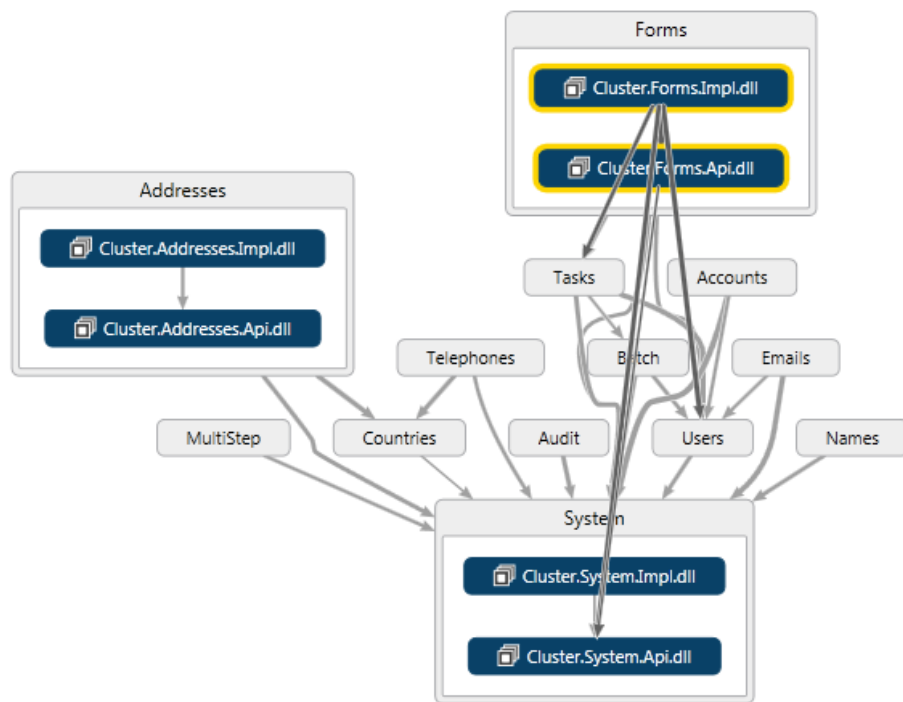 Forms
Cluster.Forms.Impl.dll
Cluster.Forms.Api.dll
Addresses
Cluster.Addresses.Impl.dll
Cluster.Addresses.Api.dll
Tasks
Accounts
Telephones
Batch
Emails
MultiStep
Countries
Audit
Users
Names
System
Cluster.System.Impl.dll
Cluster.System.Api.dll